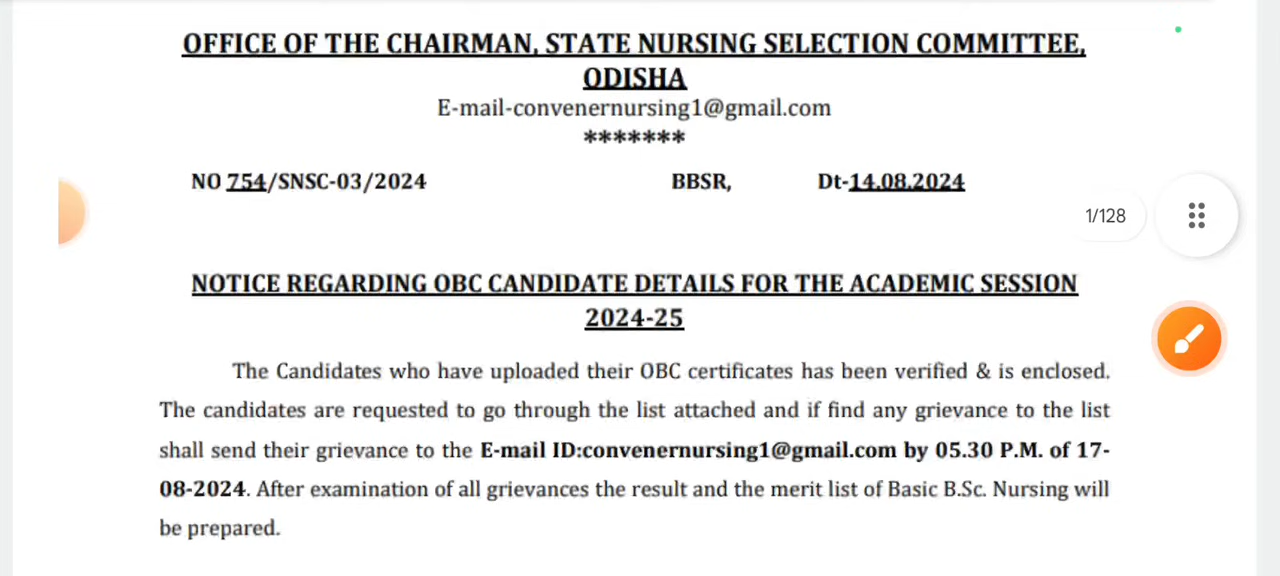 OFFICE OF THE CHAIRMAN, STATE NURSING SELECTION COMMITTEE,
ODISHA
E-mail-convenernursing1@gmail.com
*******
NO 754/SNSC-03/2024 BBSR, Dt-14.08.2024
1/128
NOTICE REGARDING OBC CANDIDATE DETAILS FOR THE ACADEMIC SESSION
2024-25
The Candidates who have uploaded their OBC certificates has been verified & is enclosed.
The candidates are requested to go through the list attached and if find any grievance to the list
shall send their grievance to the E-mail ID:convenernursing1@gmail.com by 05.30 P.M. of 17-
08-2024. After examination of all grievances the result and the merit list of Basic B.Sc. Nursing will
be prepared.